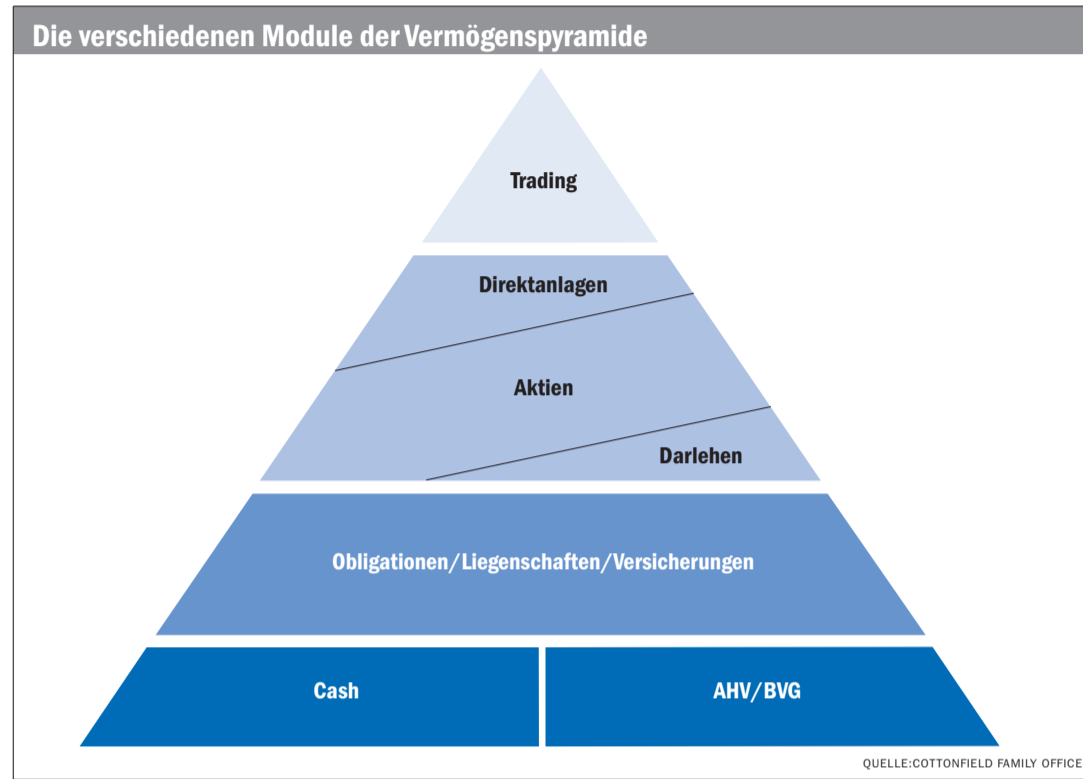 Die verschiedenen Module der Vermögenspyramide
Trading
Direktanlagen
Aktien
Darlehen
Obligationen/Liegenschaften/Versicherungen
Cash
AHV/BVG
QUELLE:COTTONFIELD FAMILY OFFICE